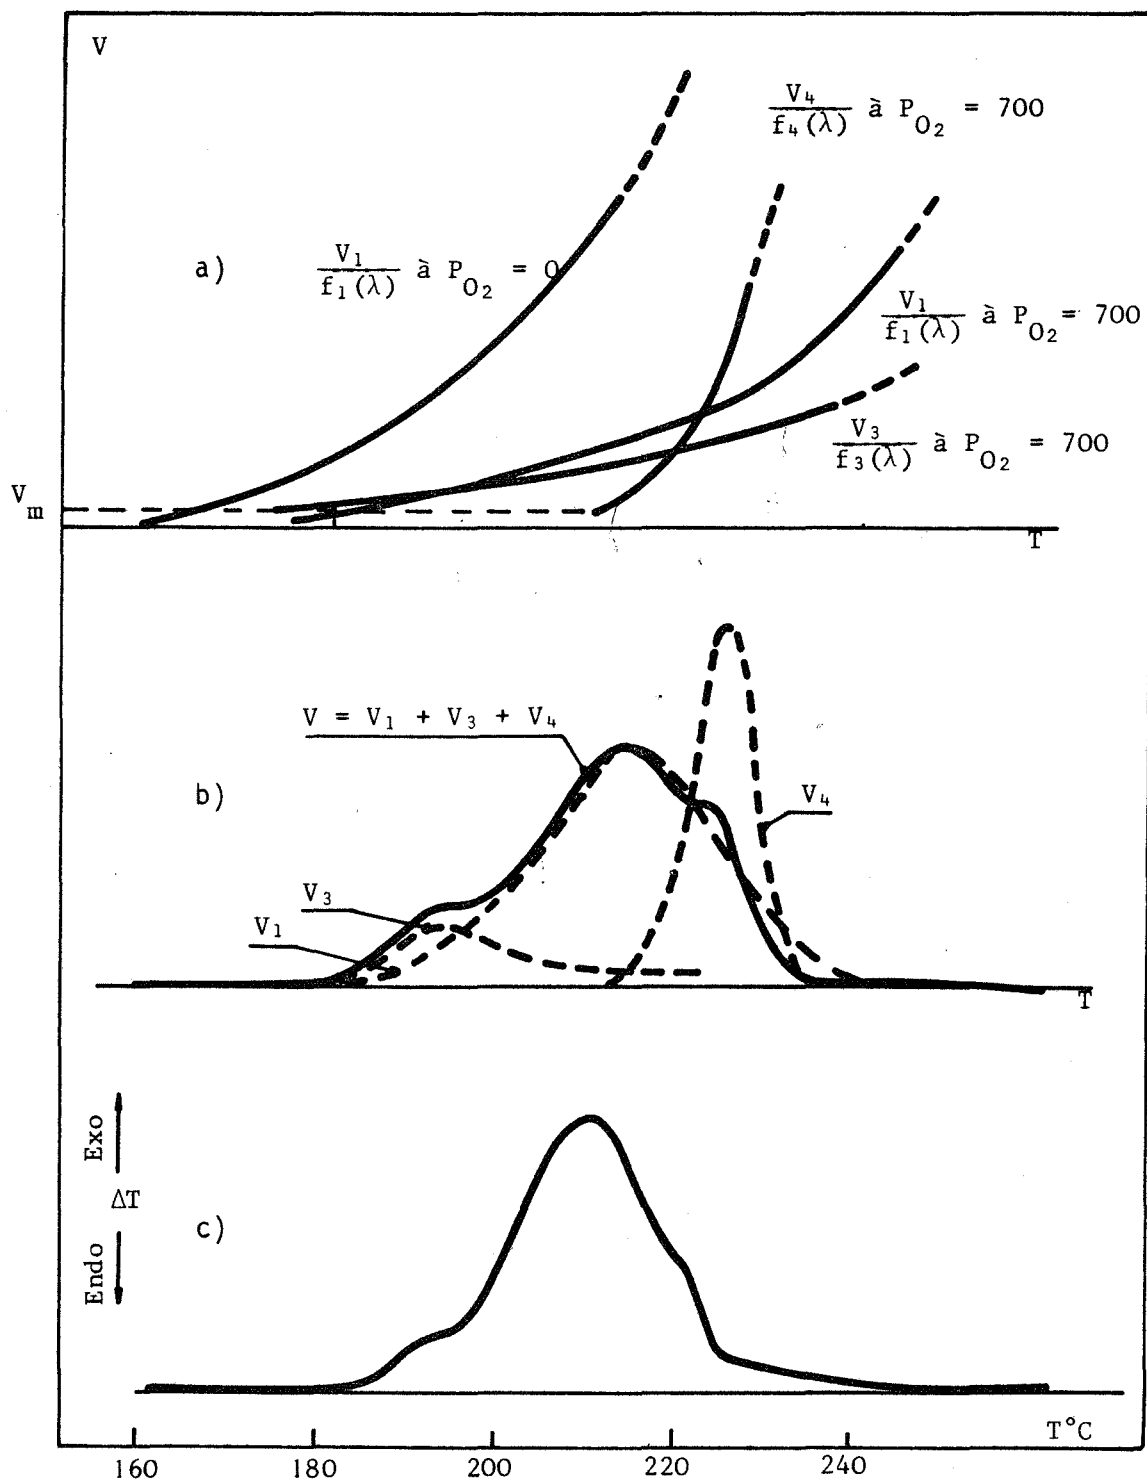 V
V4/f4(λ) à PO2 = 700
a)
V1/f1(λ) à PO2 = 0
V1/f1(λ) à PO2 = 700
V3/f3(λ) à PO2 = 700
Vm
T
V = V1 + V3 + V4
b)
V4
V3
V1
T
Exo
ΔT
Endo
c)
T°C
160 180 200 220 240